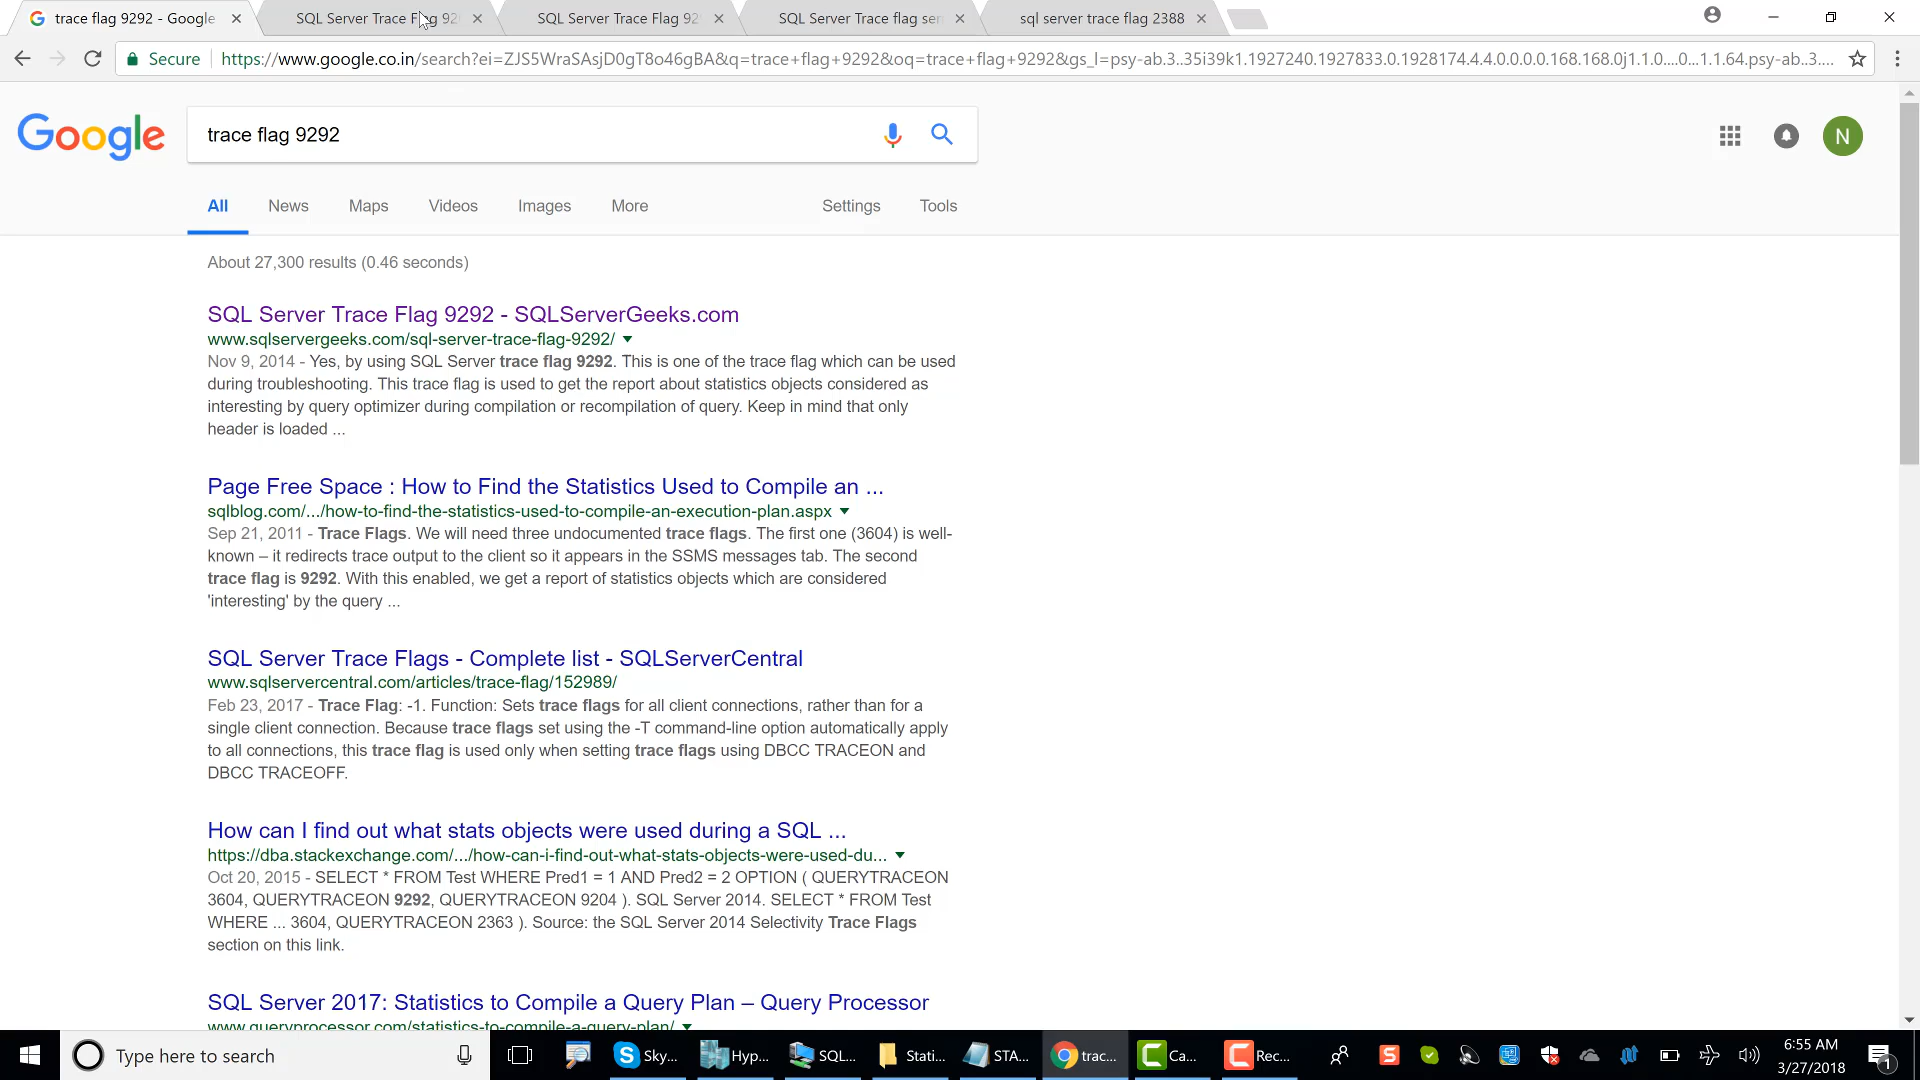 trace flag 9292 - Google
SQL Server Trace Flag 92
SQL Server Trace Flag 92
SQL Server Trace flag ser
sql server trace flag 2388
Secure
https://www.google.co.in/search?ei=ZJS5WraSAsjD0gT8o46gBA&q=trace+flag+9292&oq=trace+flag+9292&gs_l=psy-ab.3..35i39k1.1927240.1927833.0.1928174.4.4.0.0.0.0.168.168.0j1.1.0....0...1.1.64.psy-ab..3....
Google
trace flag 9292
N
All News Maps Videos Images More Settings Tools
About 27,300 results (0.46 seconds)
SQL Server Trace Flag 9292 - SQLServerGeeks.com
www.sqlservergeeks.com/sql-server-trace-flag-9292/
Nov 9, 2014 - Yes, by using SQL Server trace flag 9292. This is one of the trace flag which can be used
during troubleshooting. This trace flag is used to get the report about statistics objects considered as
interesting by query optimizer during compilation or recompilation of query. Keep in mind that only
header is loaded ...
Page Free Space : How to Find the Statistics Used to Compile an ...
sqlblog.com/.../how-to-find-the-statistics-used-to-compile-an-execution-plan.aspx
Sep 21, 2011 - Trace Flags. We will need three undocumented trace flags. The first one (3604) is well-
known – it redirects trace output to the client so it appears in the SSMS messages tab. The second
trace flag is 9292. With this enabled, we get a report of statistics objects which are considered
'interesting' by the query ...
SQL Server Trace Flags - Complete list - SQLServerCentral
www.sqlservercentral.com/articles/trace-flag/152989/
Feb 23, 2017 - Trace Flag: -1. Function: Sets trace flags for all client connections, rather than for a
single client connection. Because trace flags set using the -T command-line option automatically apply
to all connections, this trace flag is used only when setting trace flags using DBCC TRACEON and
DBCC TRACEOFF.
How can I find out what stats objects were used during a SQL ...
https://dba.stackexchange.com/.../how-can-i-find-out-what-stats-objects-were-used-du...
Oct 20, 2015 - SELECT * FROM Test WHERE Pred1 = 1 AND Pred2 = 2 OPTION ( QUERYTRACEON
3604, QUERYTRACEON 9292, QUERYTRACEON 9204 ). SQL Server 2014. SELECT * FROM Test
WHERE ... 3604, QUERYTRACEON 2363 ). Source: the SQL Server 2014 Selectivity Trace Flags
section on this link.
SQL Server 2017: Statistics to Compile a Query Plan – Query Processor
www.queryprocessor.com/statistics-to-compile-a-query-plan/
Type here to search
Sky...
Hyp...
SQL...
Stati...
STA...
trac...
Ca...
Rec...
6:55 AM
3/27/2018
1